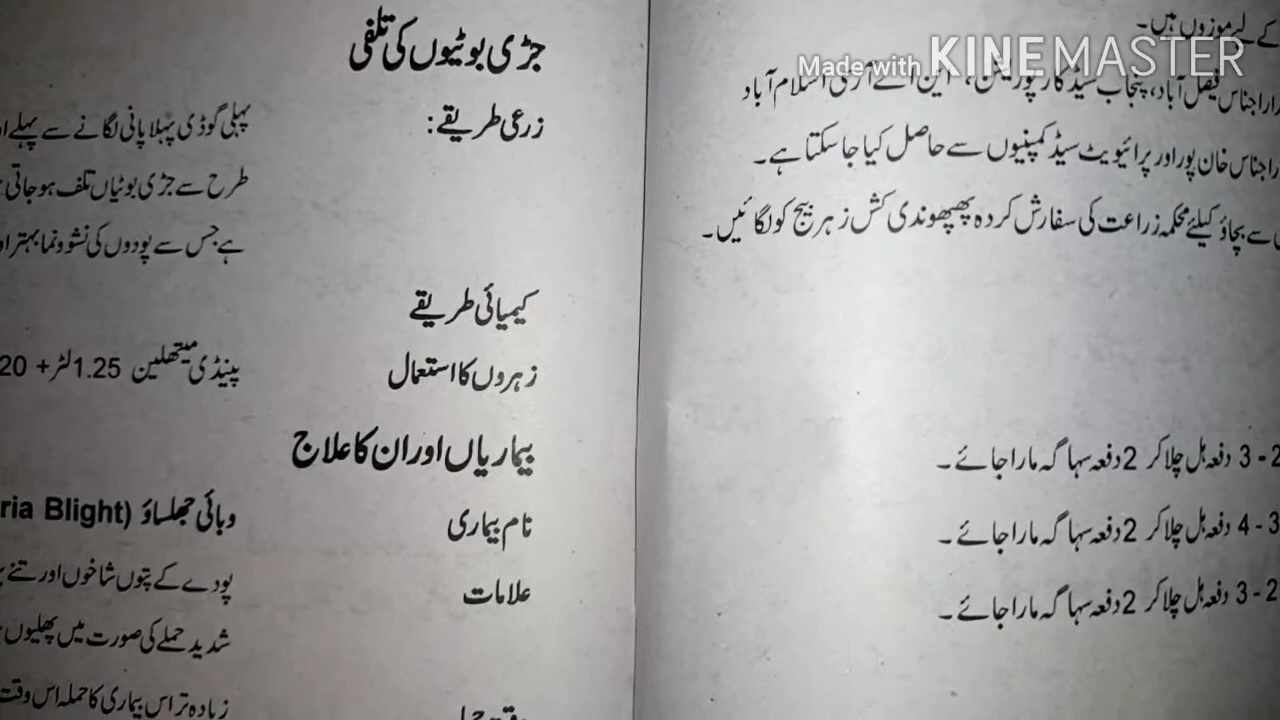 Made with KINEMASTER
کے لیے موزوں ہیں۔
فیصل آباد، پنجاب سیڈ کارپوریشن، این اے آر سی اسلام آباد
راجناس خان پور اور پرائیویٹ سیڈ کمپنیوں سے حاصل کیا جا سکتا ہے۔
سے بچاؤ کیلئے محکمہ زراعت کی سفارش کردہ پھپھوندی کش زہر بیج کو لگائیں۔
2 - 3 دفعہ ہل چلا کر 2 دفعہ سہاگہ مارا جائے۔
3 - 4 دفعہ ہل چلا کر 2 دفعہ سہاگہ مارا جائے۔
2 - 3 دفعہ ہل چلا کر 2 دفعہ سہاگہ مارا جائے۔
جڑی بوٹیوں کی تلفی
زرعی طریقے: پہلی گوڈی پہلا پانی لگانے سے پہلے
طرح سے جڑی بوٹیاں تلف ہو جاتی
ہے جس سے پودوں کی نشوونما بہتر
کیمیائی طریقے
زہروں کا استعمال پینڈی میتھلین 1.25 لٹر + 20
بیماریاں اور ان کا علاج
نام بیماری وبائی جھلساؤ (ria Blight)
علامات پودے کے پتوں شاخوں اور تنے
شدید حملے کی صورت میں پھلیوں
زیادہ تر اس بیماری کا حملہ اس وقت